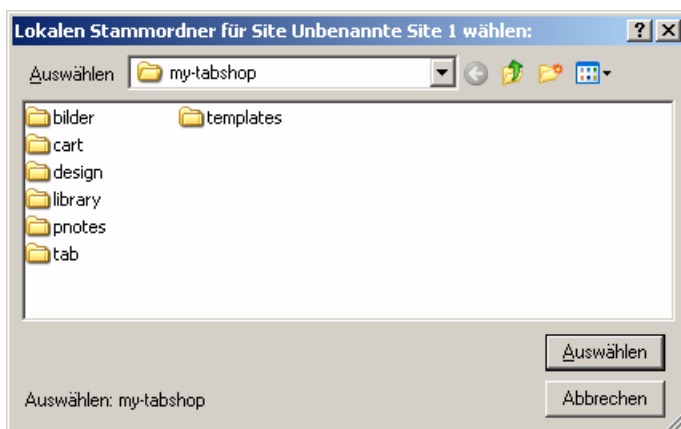 Lokalen Stammordner für Site Unbenannte Site 1 wählen:
Auswählen my-tabshop
bilder templates
cart
design
library
pnotes
tab
Auswählen
Auswählen: my-tabshop Abbrechen